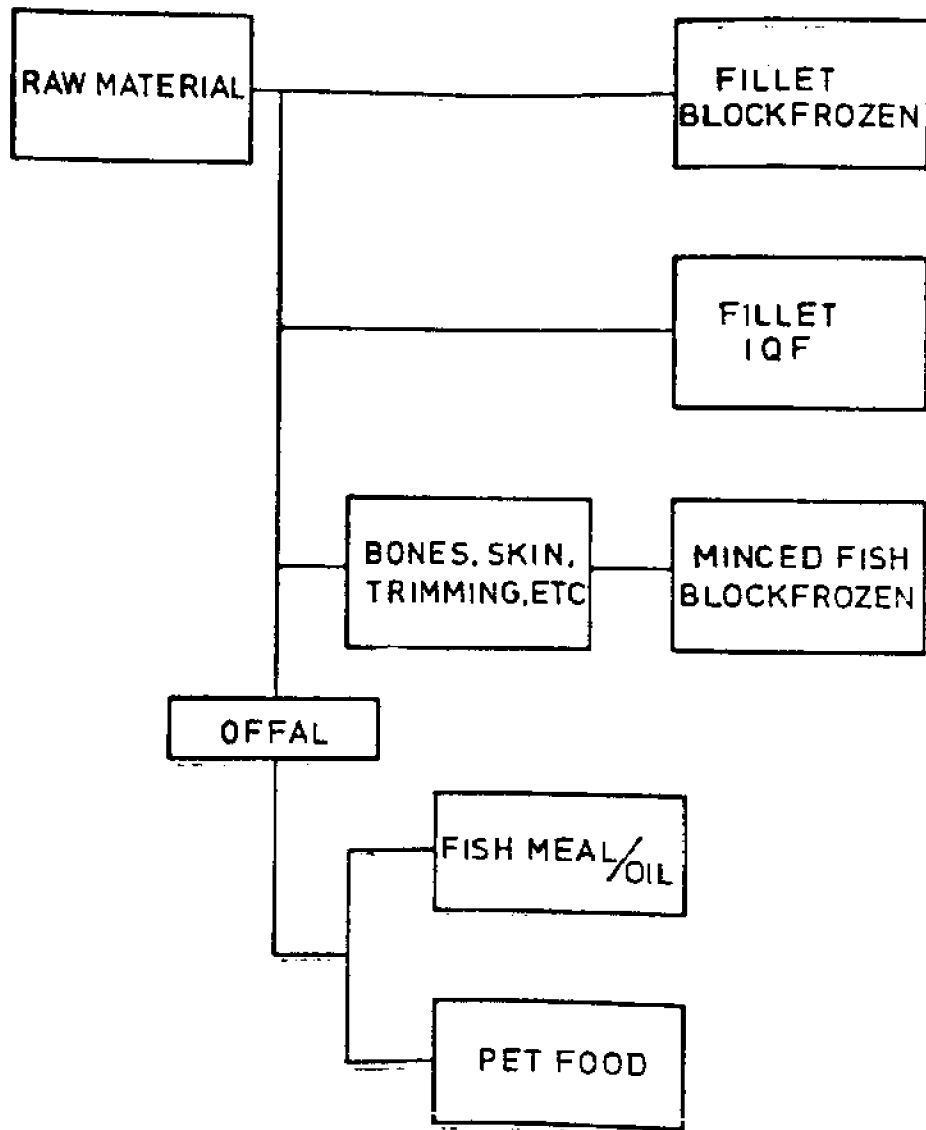 RAW MATERIAL
FILLET
BLOCKFROZEN
FILLET
IQF
BONES, SKIN,
TRIMMING, ETC
MINCED FISH
BLOCKFROZEN
OFFAL
FISH MEAL/OIL
PET FOOD